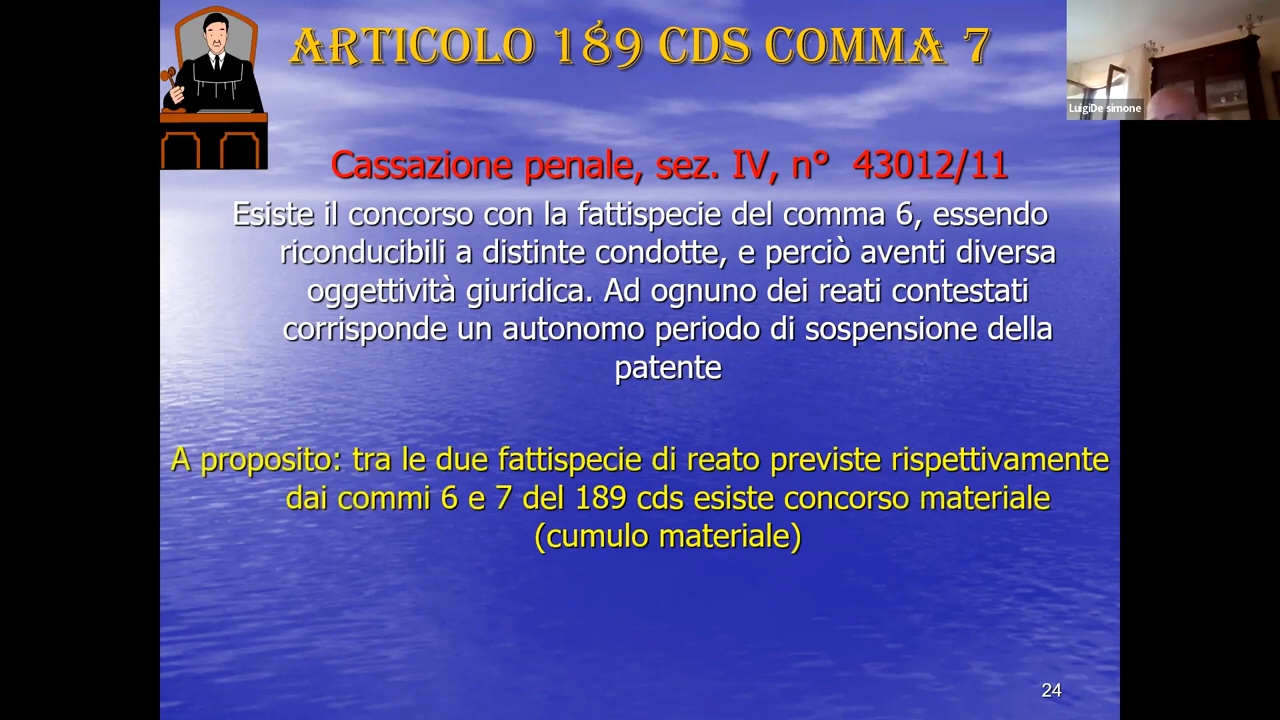 ARTICOLO 189 CDS COMMA 7
LuigiDe simone
Cassazione penale, sez. IV, n° 43012/11
Esiste il concorso con la fattispecie del comma 6, essendo
riconducibili a distinte condotte, e perciò aventi diversa
oggettività giuridica. Ad ognuno dei reati contestati
corrisponde un autonomo periodo di sospensione della
patente
A proposito: tra le due fattispecie di reato previste rispettivamente
dai commi 6 e 7 del 189 cds esiste concorso materiale
(cumulo materiale)
24